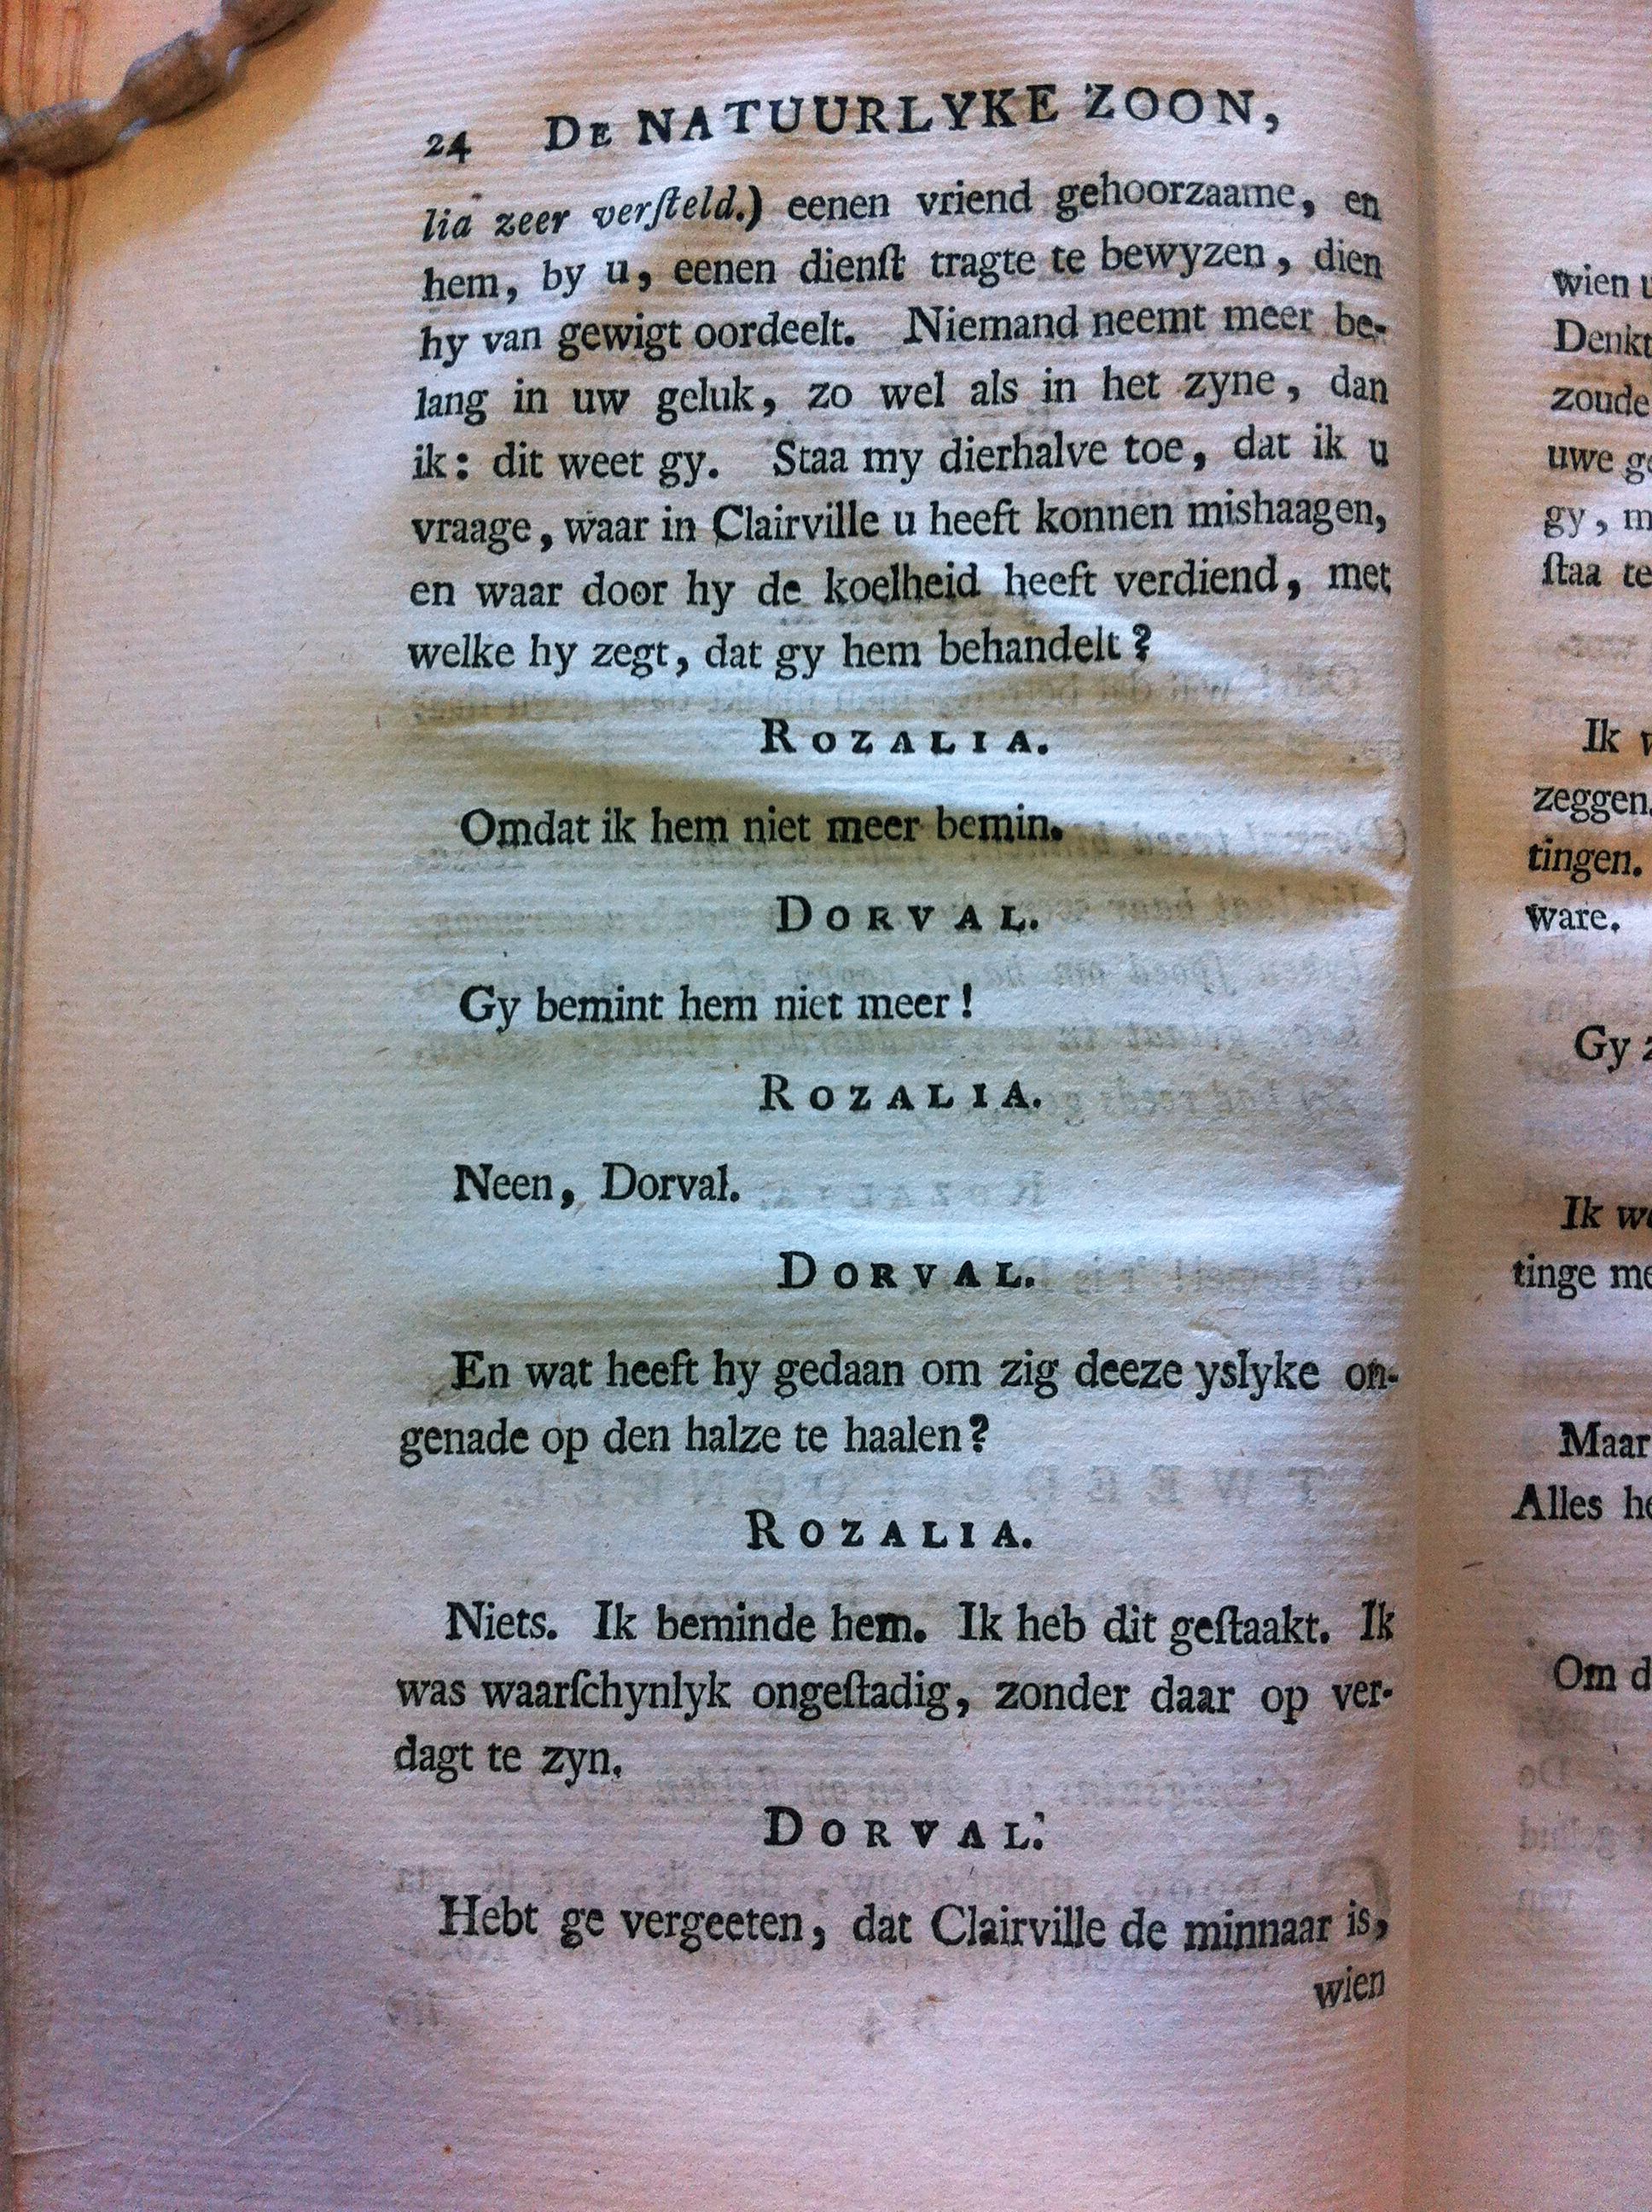 24 DE NATUURLYKE ZOON,
lia zeer verſteld.) eenen vriend gehoorzaame, en
hem, by u, eenen dienſt tragte te bewyzen, dien
hy van gewigt oordeelt. Niemand neemt meer be-
lang in uw geluk, zo wel als in het zyne, dan
ik: dit weet gy. Staa my dierhalve toe, dat ik u
vraage, waar in Clairville u heeft konnen mishaagen,
en waar door hy de koelheid heeft verdiend, met
welke hy zegt, dat gy hem behandelt?
ROZALIA.
Omdat ik hem niet meer bemin.
DORVAL.
Gy bemint hem niet meer!
ROZALIA.
Neen, Dorval.
DORVAL.
En wat heeft hy gedaan om zig deeze yslyke on-
genade op den halze te haalen?
ROZALIA.
Niets. Ik beminde hem. Ik heb dit geſtaakt. Ik
was waarſchynlyk ongeſtadig, zonder daar op ver-
dagt te zyn.
DORVAL.
Hebt ge vergeeten, dat Clairville de minnaar is,
wien
wien
Denkt
zoude
uwe
gy,
ſtaa te
Ik
zeggen.
tingen.
ware.
Gy
Ik
tinge
Maar
Alles
Om